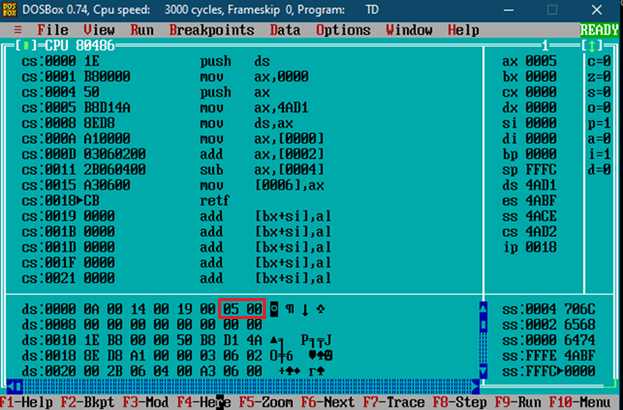 DOSBox 0.74, Cpu speed: 3000 cycles, Frameskip 0, Program: TD
≡ File View Run Breakpoints Data Options Window Help READY
[■]=CPU 80486 1 [↕]
cs:0000 1E push ds
cs:0001 B80000 mov ax,0000
cs:0004 50 push ax
cs:0005 B8D14A mov ax,4AD1
cs:0008 8ED8 mov ds,ax
cs:000A A10000 mov ax,[0000]
cs:000D 03060200 add ax,[0002]
cs:0011 2B060400 sub ax,[0004]
cs:0015 A30600 mov [0006],ax
cs:0018►CB retf
cs:0019 0000 add [bx+si],al
cs:001B 0000 add [bx+si],al
cs:001D 0000 add [bx+si],al
cs:001F 0000 add [bx+si],al
cs:0021 0000 add [bx+si],al
ax 0005 c=0
bx 0000 z=0
cx 0000 s=0
dx 0000 o=0
si 0000 p=1
di 0000 a=0
bp 0000 i=1
sp FFFC d=0
ds 4AD1
es 4ABF
ss 4ACE
cs 4AD2
ip 0018
ds:0000 0A 00 14 00 19 00 05 00 ◙ ¶ ↓ ♣
ds:0008 00 00 00 00 00 00 00 00
ds:0010 1E B8 00 00 50 B8 D1 4A ▲╕ P╕╤J
ds:0018 8E D8 A1 00 00 03 06 02
ds:0020 00 2B 06 04 00 A3 06 00
ss:0004 706C
ss:0002 6568
ss:0000 6474
ss:FFFE 4ABF
ss:FFFC►0000
F1-Help F2-Bkpt F3-Mod F4-Here F5-Zoom F6-Next F7-Trace F8-Step F9-Run F10-Menu